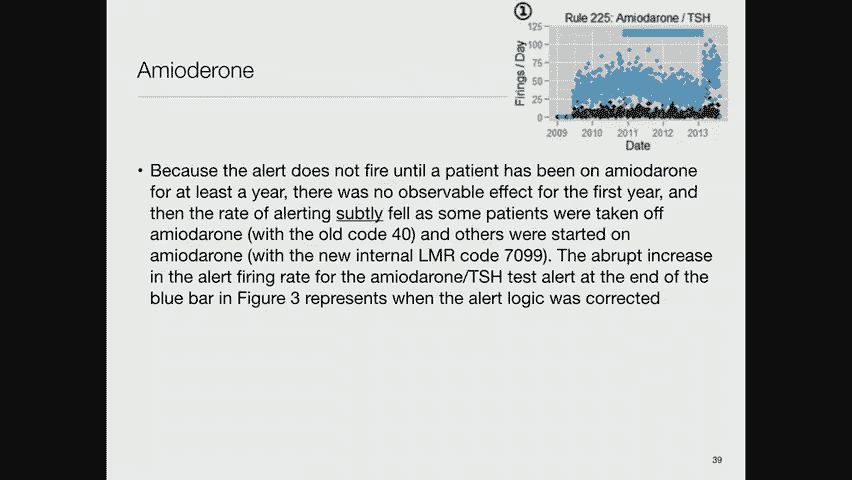 ①
Rule 225: Amiodarone / TSH
Firings / Day
125
100
75
50
25
0
2009 2010 2011 2012 2013
Date
Amioderone
• Because the alert does not fire until a patient has been on amiodarone
for at least a year, there was no observable effect for the first year, and
then the rate of alerting subtly fell as some patients were taken off
amiodarone (with the old code 40) and others were started on
amiodarone (with the new internal LMR code 7099). The abrupt increase
in the alert firing rate for the amiodarone/TSH test alert at the end of the
blue bar in Figure 3 represents when the alert logic was corrected
39